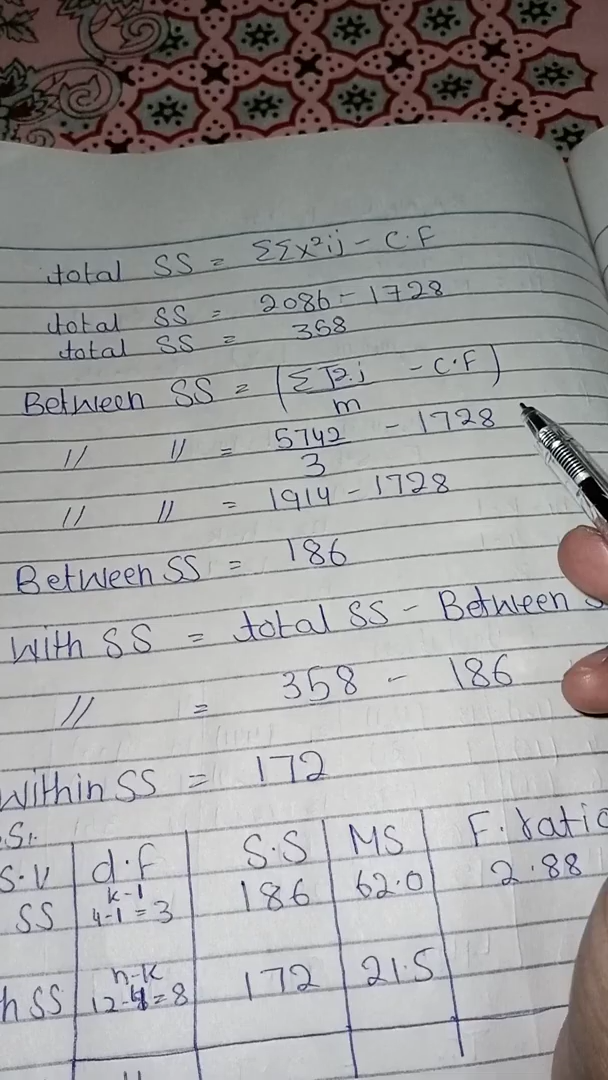 total SS = ΣΣx²ij - C.F
total SS = 2086 - 1728
total SS = 358
Between SS = (ΣT².j / m - C.F)
〃 〃 = 5742 / 3 - 1728
〃 〃 = 1914 - 1728
Between SS = 186
With SS = total SS - Between S
〃 = 358 - 186
Within SS = 172
S.V d.f S.S MS F.ratio
SS k-1 4-1=3 186 62.0 2.88
h SS n-k 12-4=8 172 21.5